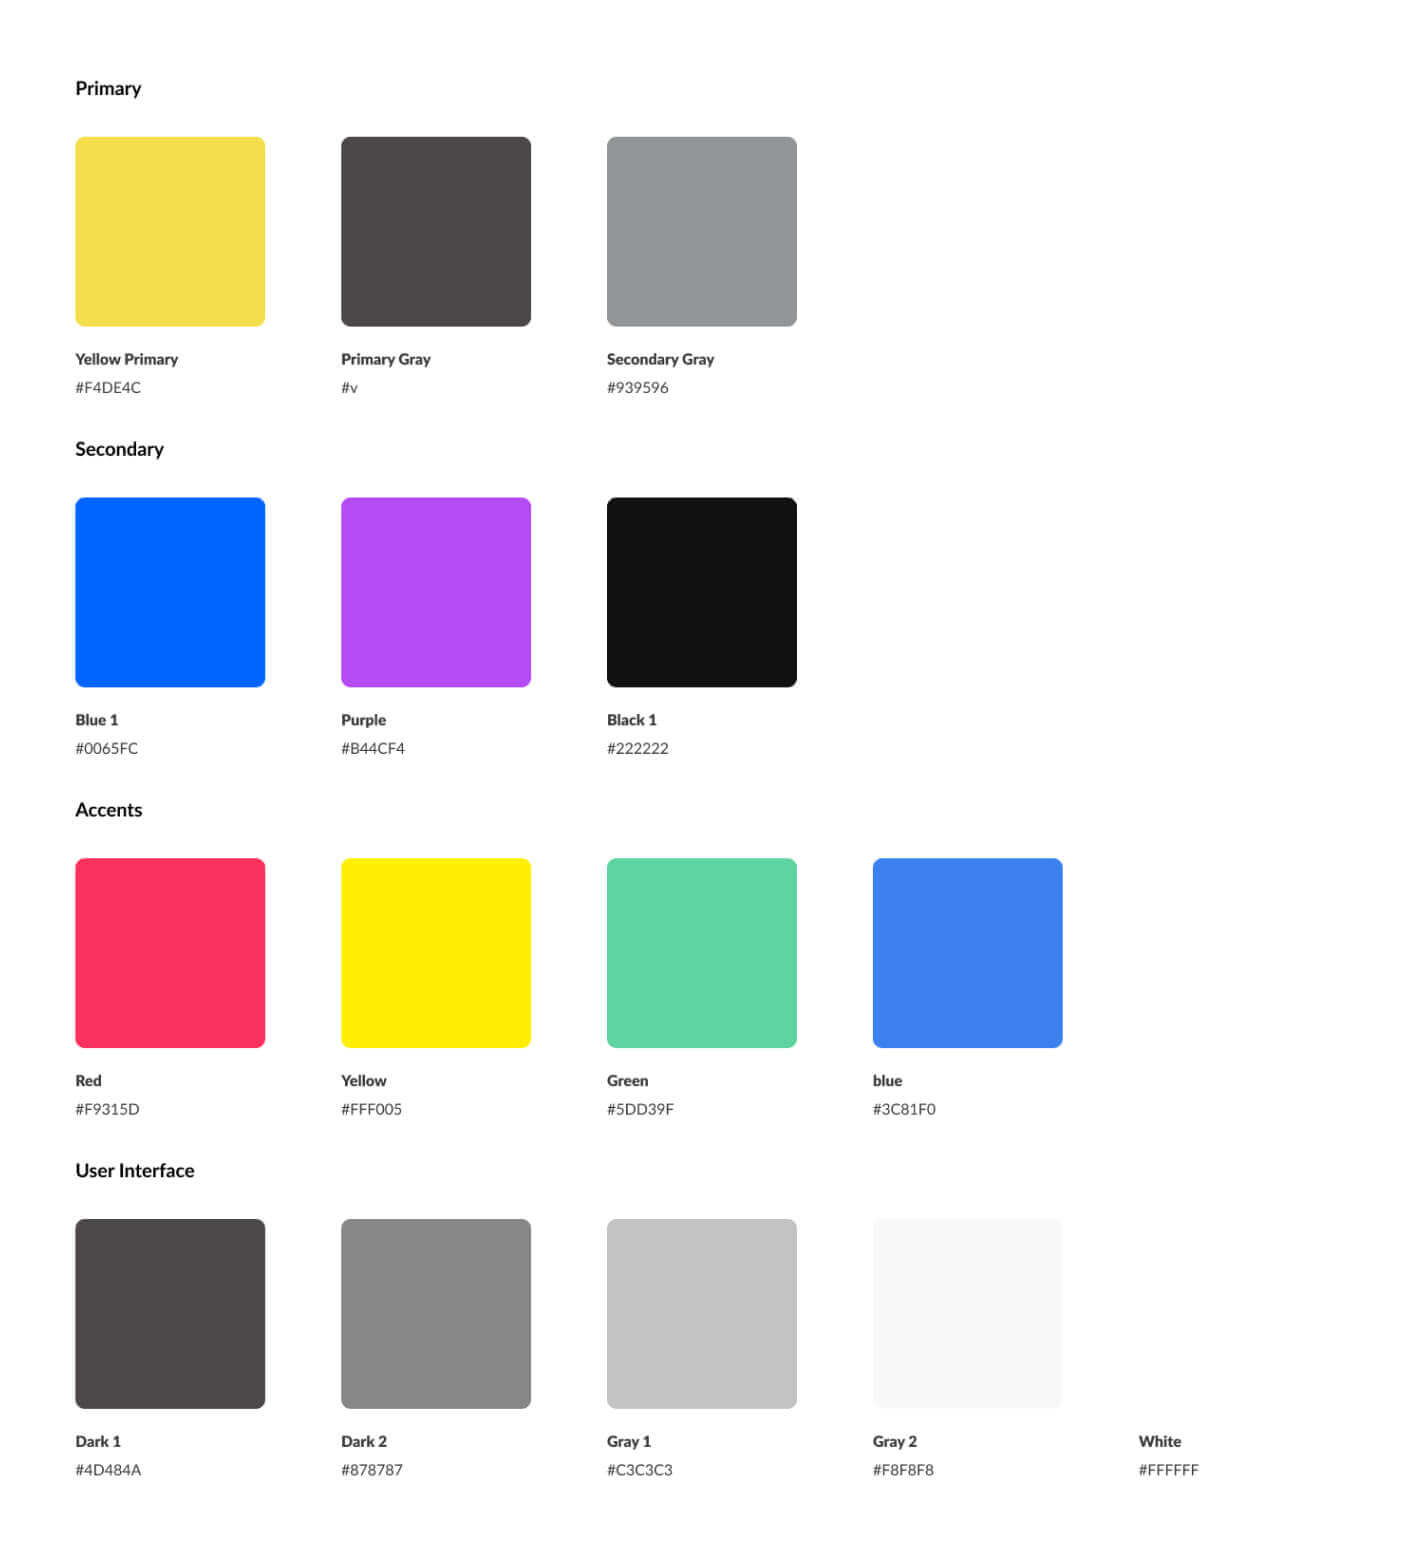 Primary
Yellow Primary
#F4DE4C
Primary Gray
#v
Secondary Gray
#939596
Secondary
Blue 1
#0065FC
Purple
#B44CF4
Black 1
#222222
Accents
Red
#F9315D
Yellow
#FFF005
Green
#5DD39F
blue
#3C81F0
User Interface
Dark 1
#4D484A
Dark 2
#878787
Gray 1
#C3C3C3
Gray 2
#F8F8F8
White
#FFFFFF